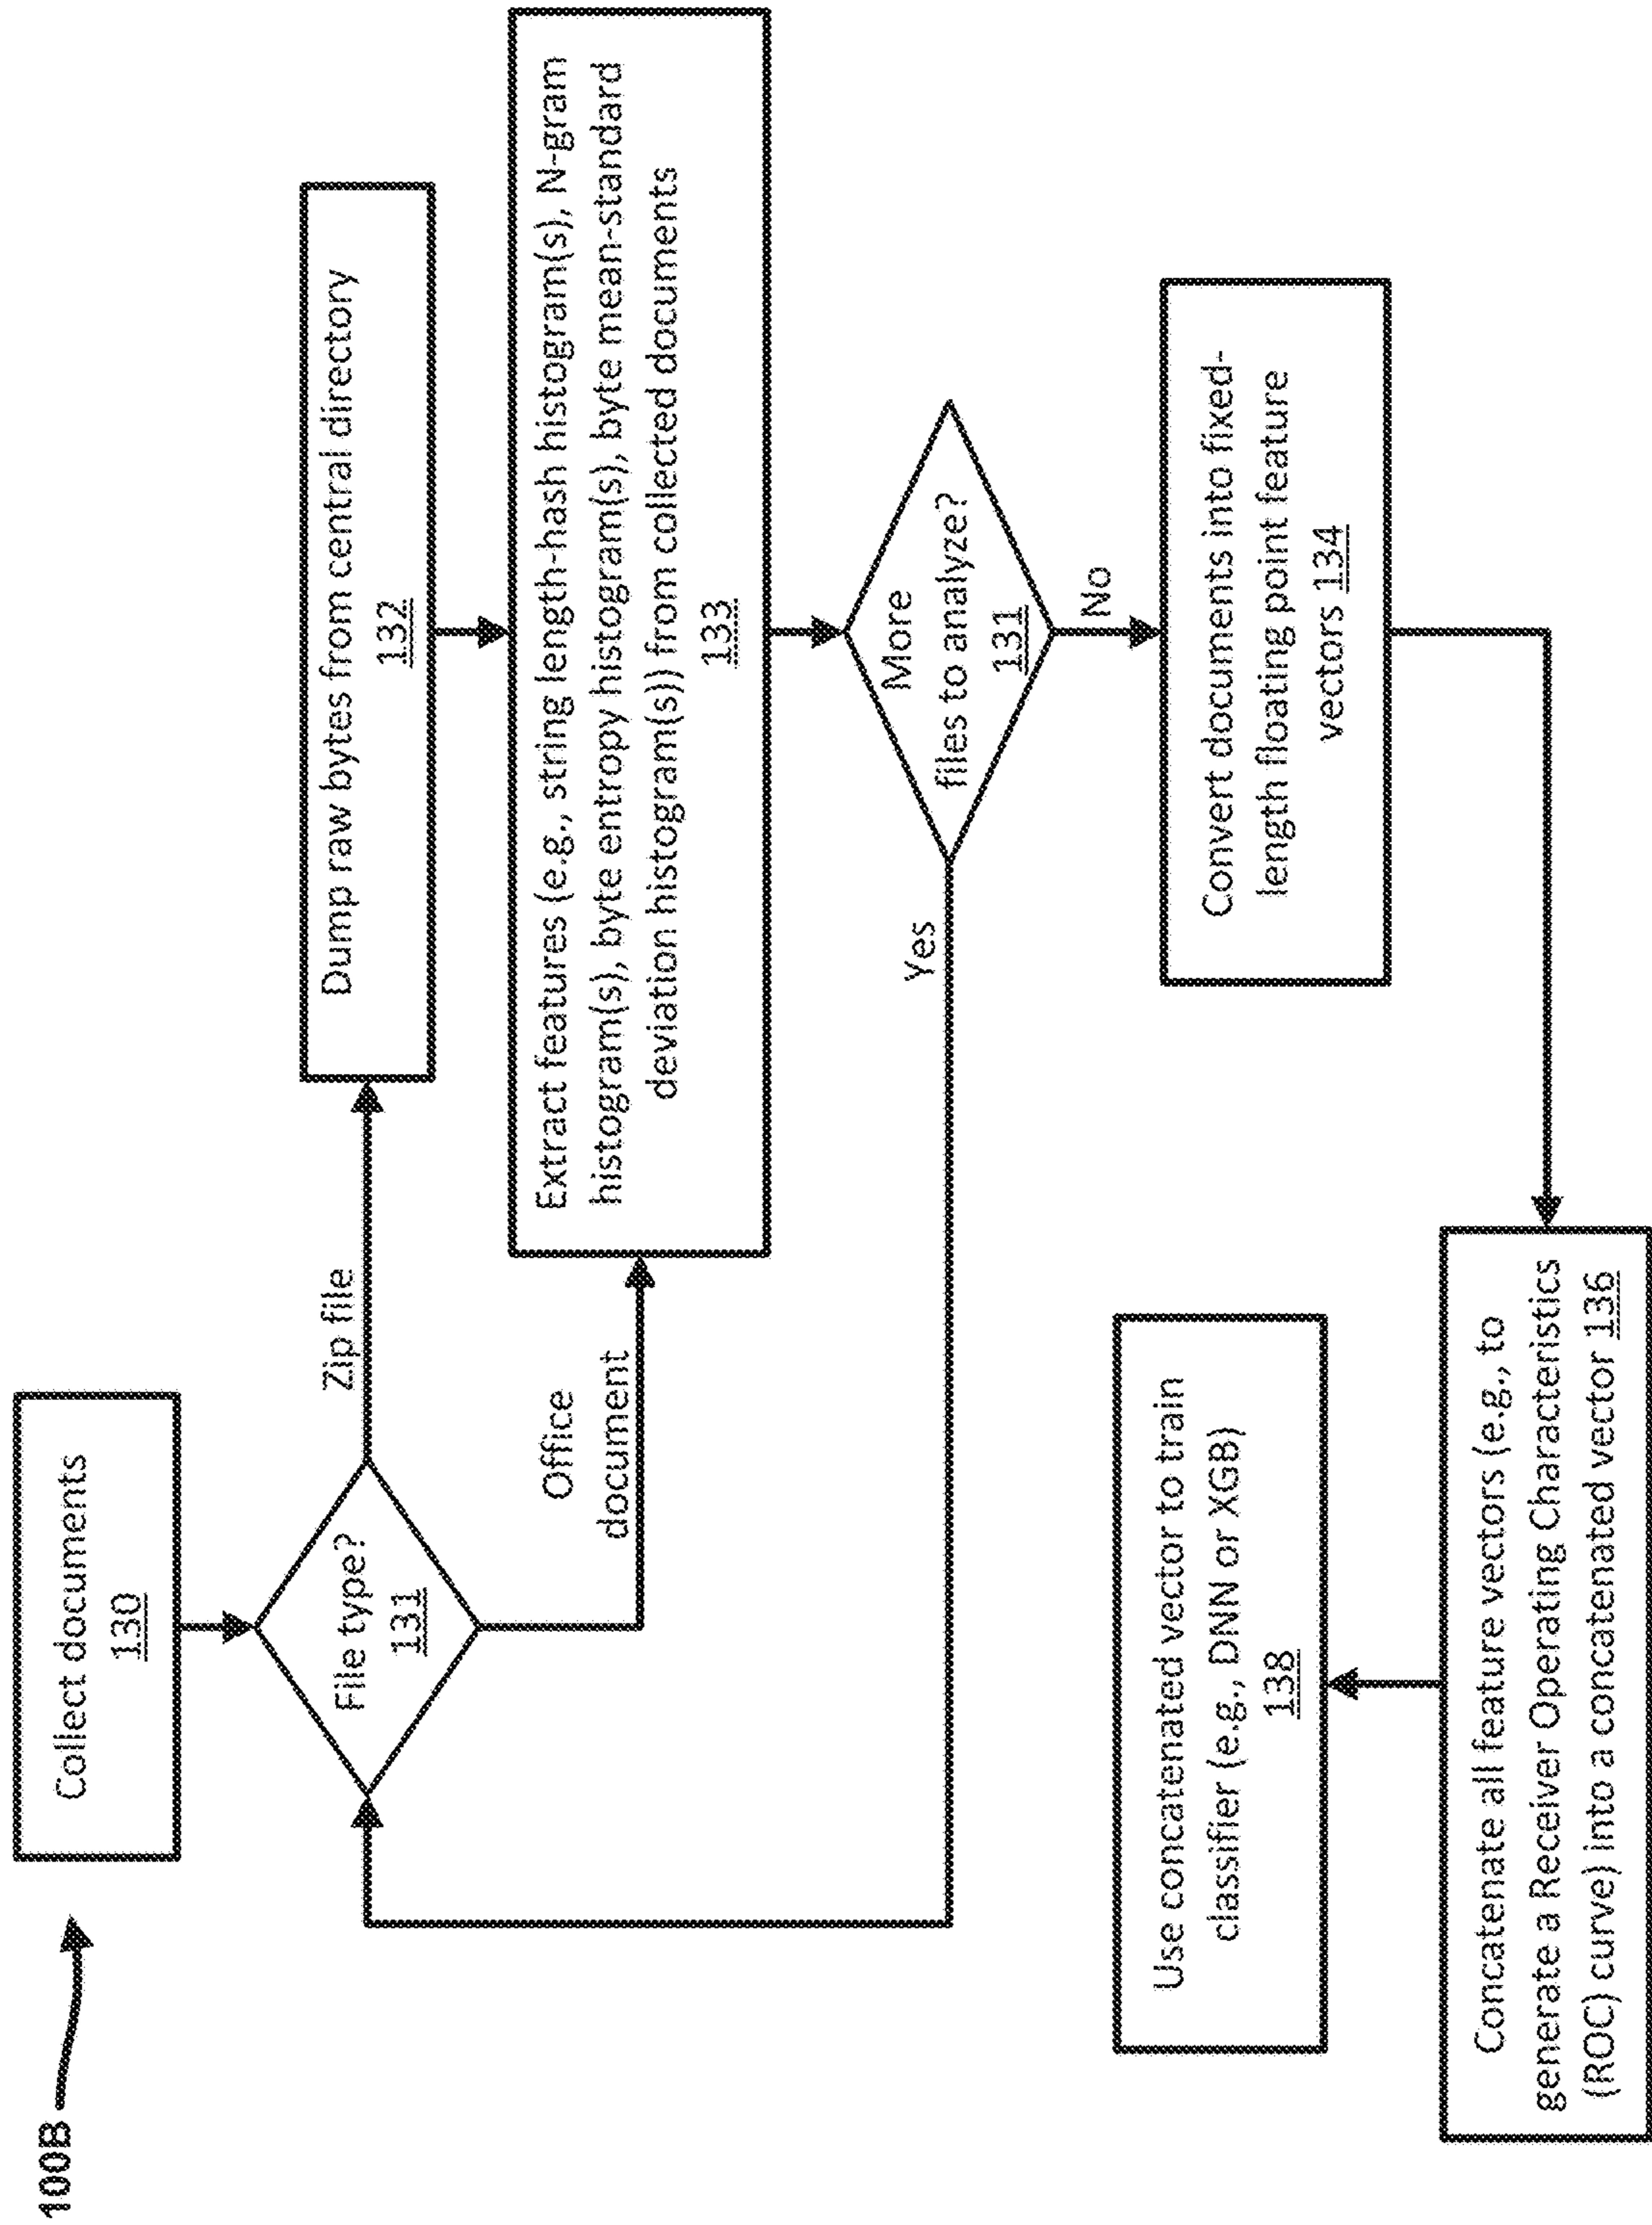 100B
Collect documents
130
File type?
131
Zip file
Office
document
Dump raw bytes from central directory
132
Extract features (e.g., string length-hash histogram(s), N-gram
histogram(s), byte entropy histogram(s), byte mean-standard
deviation histogram(s)) from collected documents
133
More
files to analyze?
131
Yes
No
Convert documents into fixed-
length floating point feature
vectors 134
Concatenate all feature vectors (e.g., to
generate a Receiver Operating Characteristics
(ROC) curve) into a concatenated vector 136
Use concatenated vector to train
classifier (e.g., DNN or XGB)
138